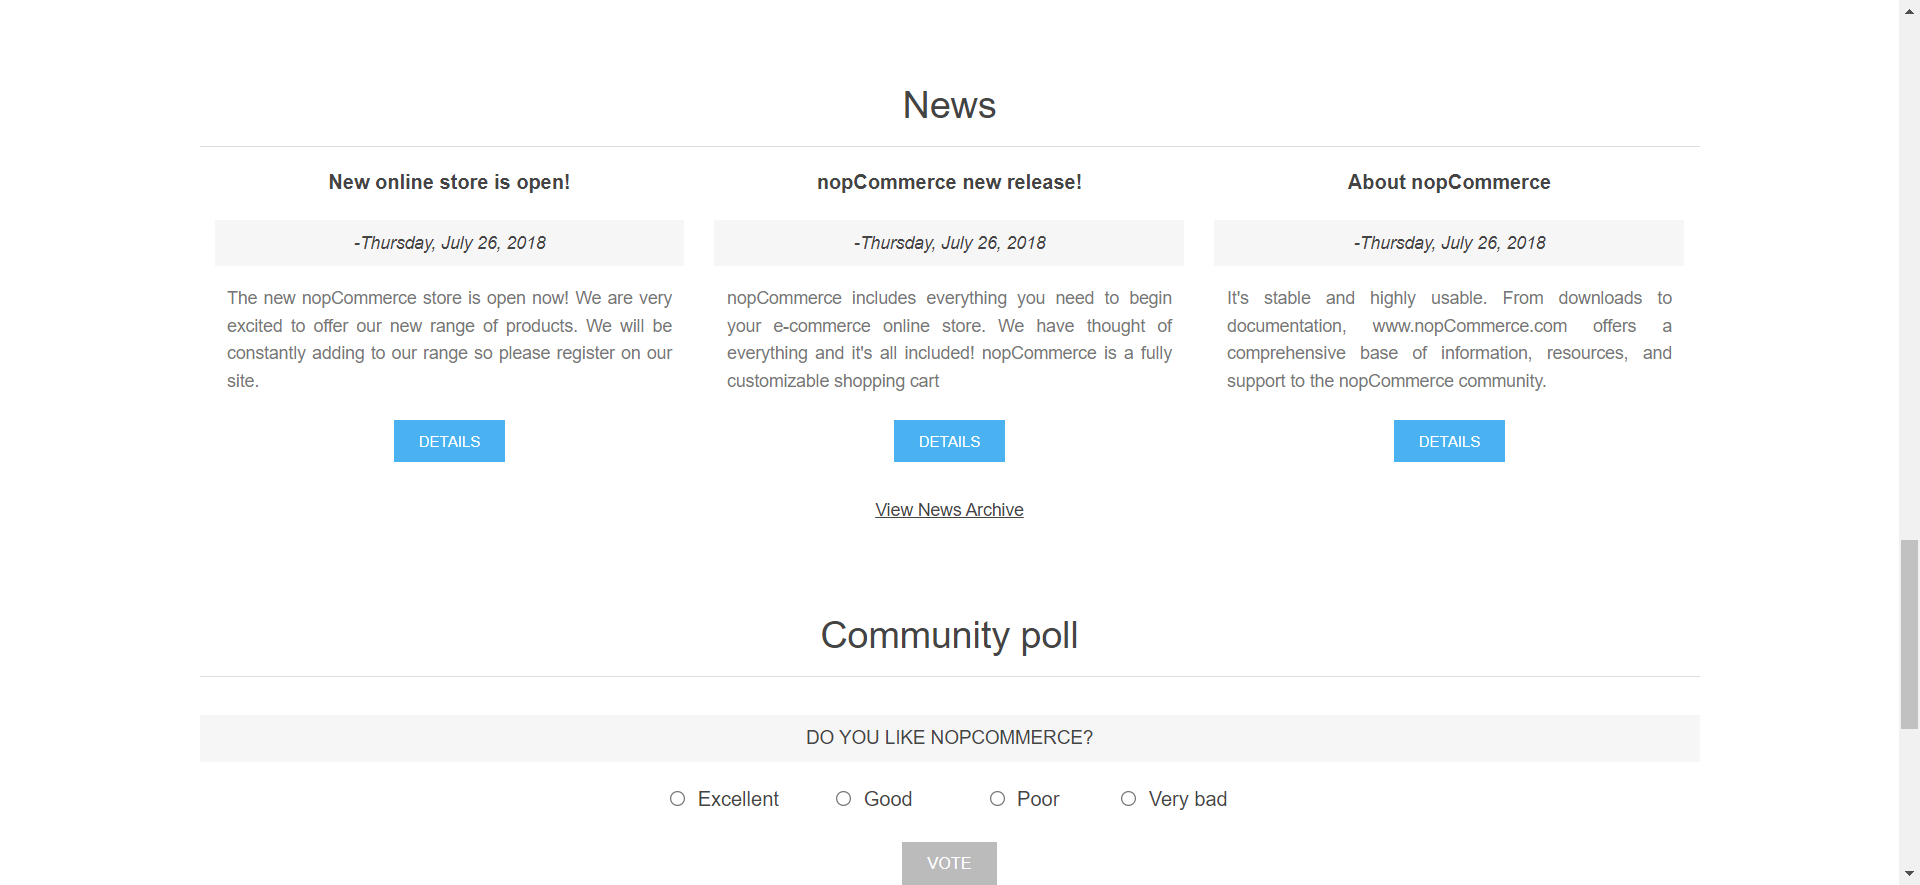 News
New online store is open!
-Thursday, July 26, 2018
The new nopCommerce store is open now! We are very
excited to offer our new range of products. We will be
constantly adding to our range so please register on our
site.
DETAILS
nopCommerce new release!
-Thursday, July 26, 2018
nopCommerce includes everything you need to begin
your e-commerce online store. We have thought of
everything and it's all included! nopCommerce is a fully
customizable shopping cart
DETAILS
About nopCommerce
-Thursday, July 26, 2018
It's stable and highly usable. From downloads to
documentation, www.nopCommerce.com offers a
comprehensive base of information, resources, and
support to the nopCommerce community.
DETAILS
View News Archive
Community poll
DO YOU LIKE NOPCOMMERCE?
Excellent Good Poor Very bad
VOTE